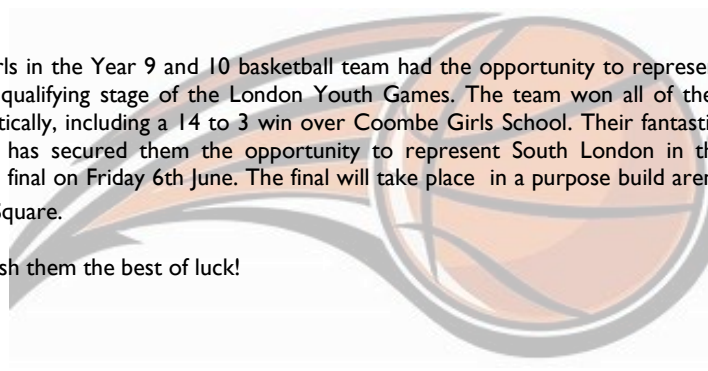 rls in the Year 9 and 10 basketball team had the opportunity to represe
qualifying stage of the London Youth Games. The team won all of the
tically, including a 14 to 3 win over Coombe Girls School. Their fantasti
has secured them the opportunity to represent South London in th
final on Friday 6th June. The final will take place in a purpose build aren
Square.
sh them the best of luck!